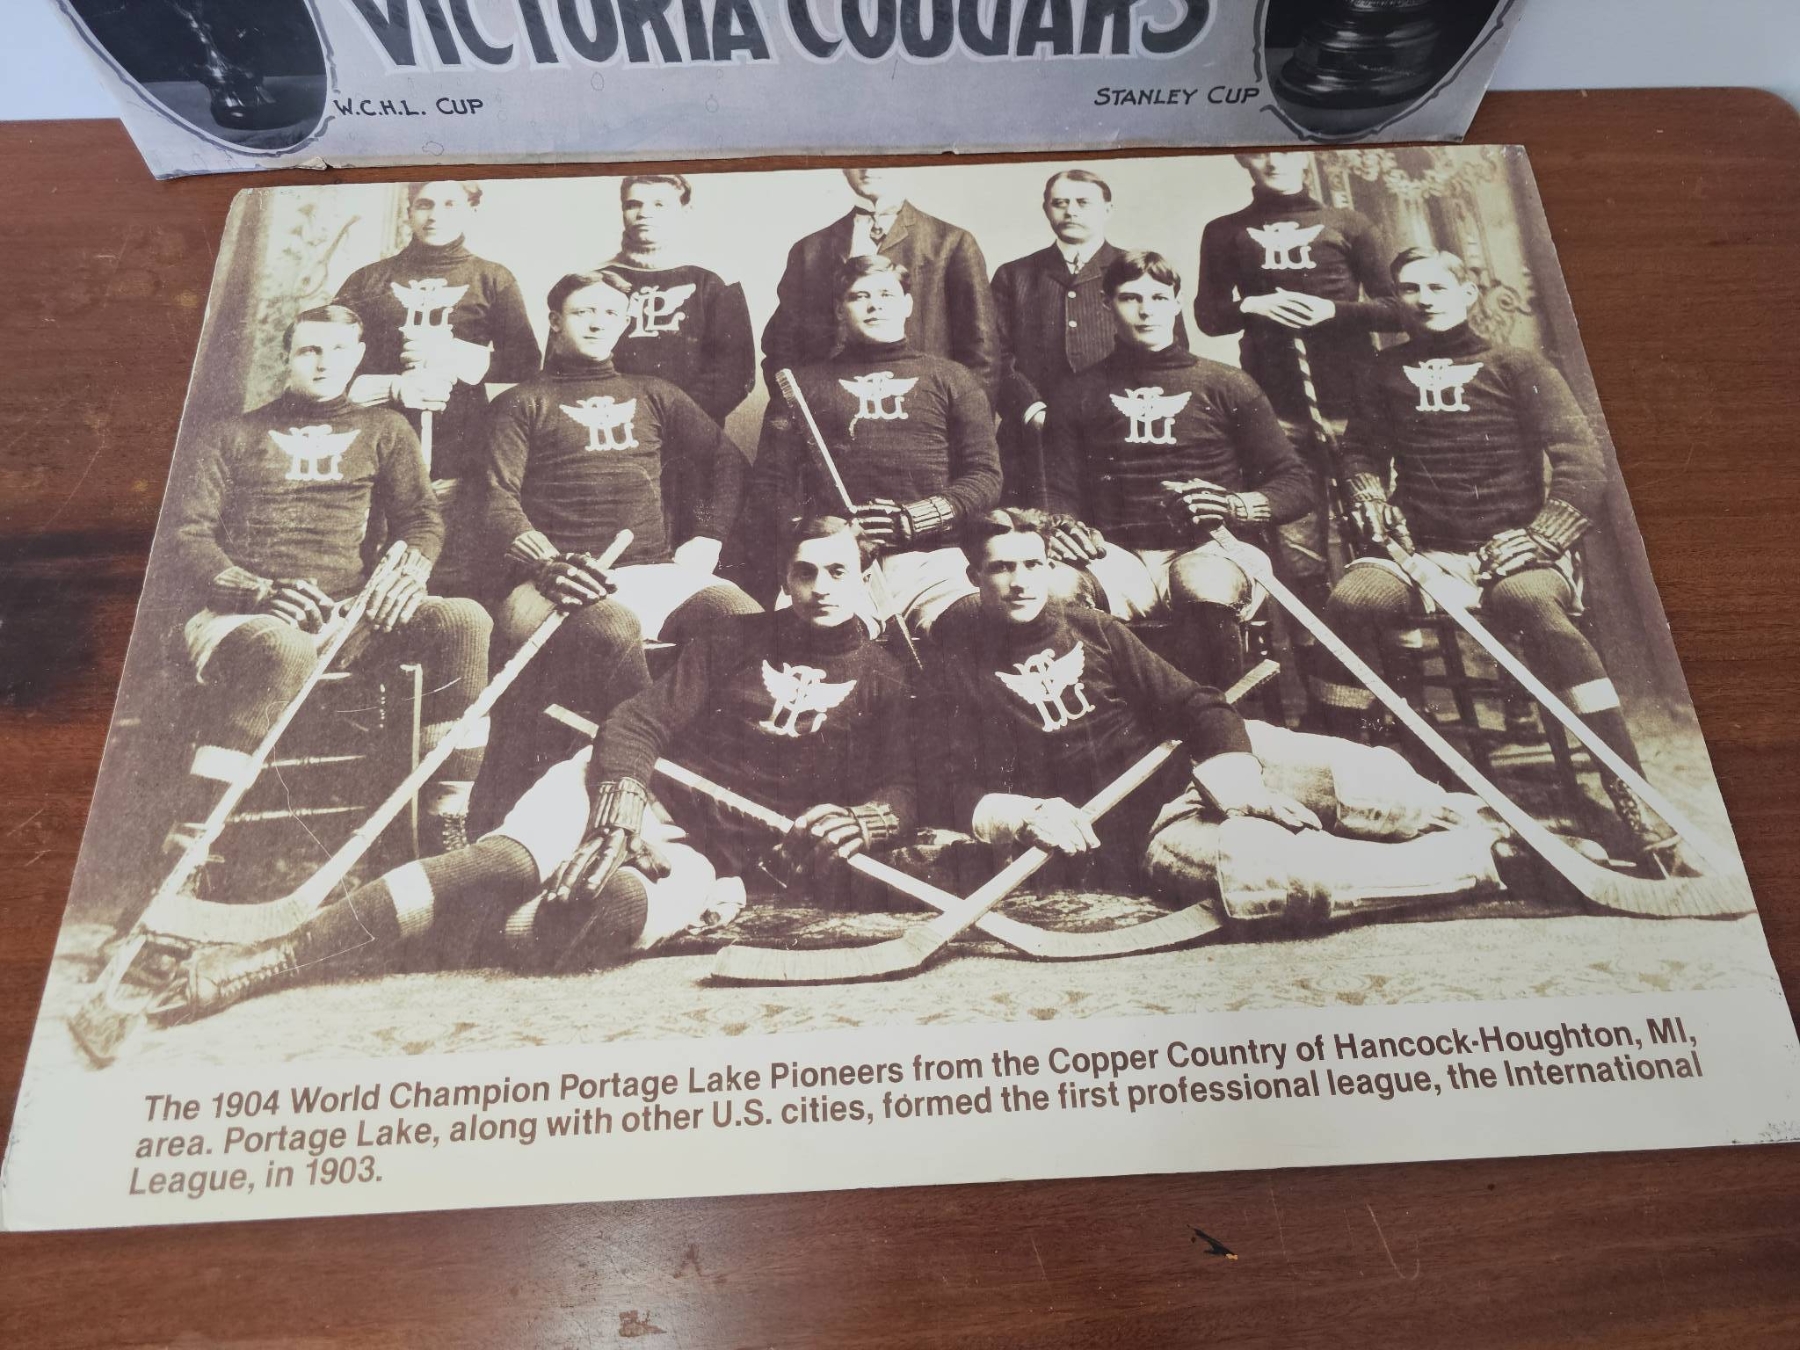 VICTORIA COUGARS
W.C.H.L. CUP
STANLEY CUP
PL
The 1904 World Champion Portage Lake Pioneers from the Copper Country of Hancock-Houghton, MI,
area. Portage Lake, along with other U.S. cities, formed the first professional league, the International
League, in 1903.